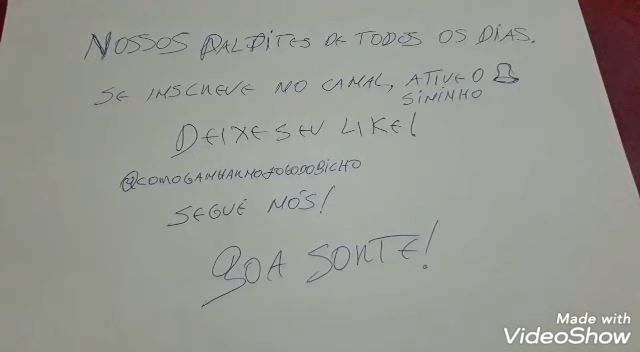 NOSSOS PALPITES DE TODOS OS DIAS.
SE INSCREVE NO CANAL, ATIVE O
SININHO
DEIXE SEU LIKE!
@COMOGANHARNOJOGODOBICHO
SEGUE NÓS!
BOA SORTE!
Made with
VideoShow